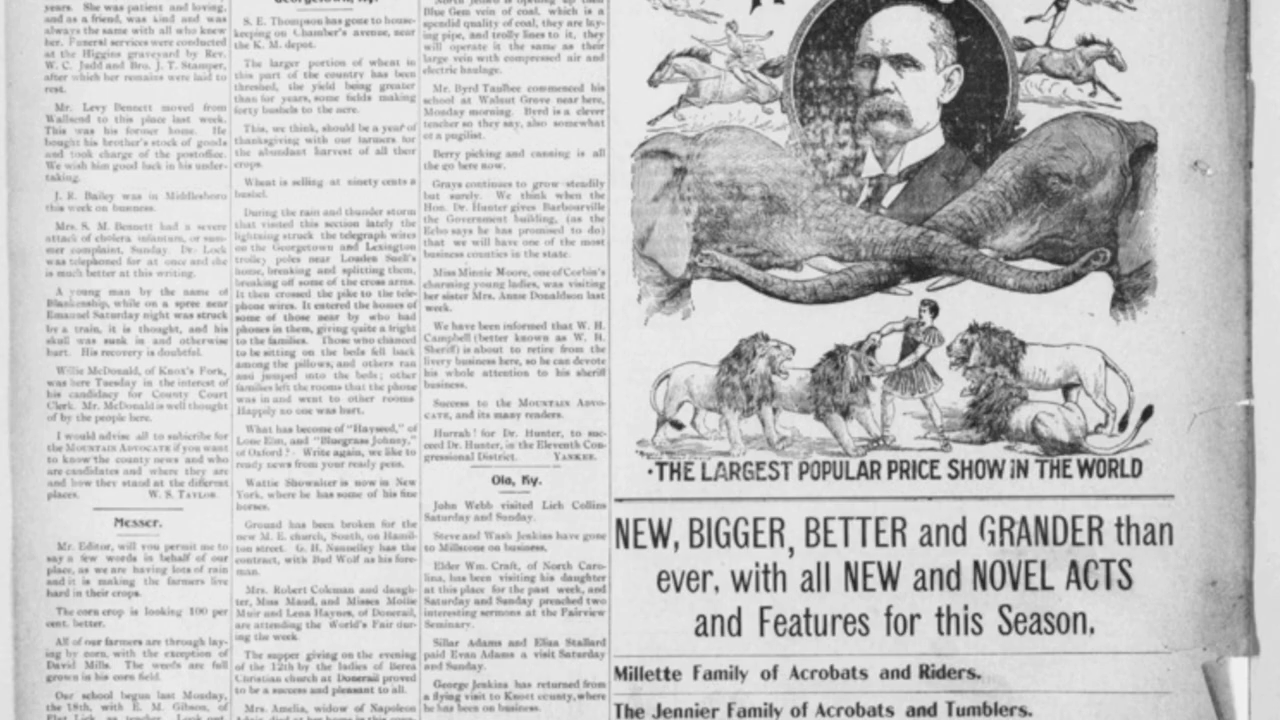 years. She was patient and loving,
and as a friend, was kind and was
always the same with all who knew
her. Funeral services were conducted
at the Higgins graveyard by Rev.
W. C. Judd and Bro. J. T. Stamper,
after which her remains were laid to
rest.
Mr. Levy Bennett moved from
Wallsend to this place last week.
This was his former home. He
bought his brother's stock of goods
and took charge of the postoffice.
We wish him good luck in his under-
taking.
J. R. Bailey was in Middlesboro
this week on business.
Mrs. S. M. Bennett had a severe
attack of cholera infantum, or sum-
mer complaint, Sunday. Dr. Lock
was telephoned for at once and she
is much better at this writing.
A young man by the name of
Blankenship, while on a spree near
Emanuel Saturday night was struck
by a train, it is thought, and his
skull was sunk in and otherwise
hurt. His recovery is doubtful.
Willie McDonald, of Knox's Fork,
was here Tuesday in the interest of
his candidacy for County Court
Clerk. Mr. McDonald is well thought
of by the people here.
I would advise all to subscribe for
the MOUNTAIN ADVOCATE if you want
to know the county news and who
are candidates and where they are
and how they stand at the different
places. W. S. TAYLOR.
Messer.
Mr. Editor, will you permit me to
say a few words in behalf of our
place, as we are having lots of rain
and it is making the farmers live
hard in their crops.
The corn crop is looking 100 per
cent. better.
All of our farmers are through lay-
ing by corn, with the exception of
David Mills. The weeds are full
grown in his corn field.
Our school begun last Monday,
the 18th, with E. M. Gibson, of
Flat Lick, as teacher. Look out
Georgetown, Ky.
S. E. Thompson has gone to house-
keeping on Chamber's avenue, near
the K. M. depot.
The larger portion of wheat in
this part of the country has been
threshed, the yield being greater
than for years, some fields making
forty bushels to the acre.
This, we think, should be a year of
thanksgiving with our farmers for
the abundant harvest of all their
crops.
Wheat is selling at ninety cents a
bushel.
During the rain and thunder storm
that visited this section lately the
lightning struck the telegraph wires
on the Georgetown and Lexington
trolley poles near Louden Snell's
home, breaking and splitting them,
breaking off some of the cross arms.
It then crossed the pike to the tele-
phone wires. It entered the homes of
some of those near by who had
phones in them, giving quite a fright
to the families. Those who chanced
to be sitting on the beds fell back
among the pillows; and others ran
and jumped into the beds; other
families left the rooms that the phone
was in and went to other rooms.
Happily no one was hurt.
What has become of "Hayseed," of
Lone Elm, and "Bluegrass Johnny,"
of Oxford? Write again, we like to
ready news from your ready pens.
Wattie Showalter is now in New
York, where he has some of his fine
horses.
Ground has been broken for the
new M. E. church, South, on Hamil-
ton street. G. H. Nunnelley has the
contract, with Bud Wolf as his fore-
man.
Mrs. Robert Coleman and daugh-
ter, Miss Maud, and Misses Mollie
Muir and Lena Haynes, of Donerail,
are attending the World's Fair dur-
ing the week.
The supper giving on the evening
of the 12th by the ladies of Berea
Christian church at Donerail proved
to be a success and pleasant to all.
Mrs. Amelia, widow of Napoleon
North Jellico is opening up their
Blue Gem vein of coal, which is a
spendid quality of coal, they are lay-
ing pipe, and trolly lines to it, they
will operate it the same as their
large vein with compressed air and
electric haulage.
Mr. Byrd Taulbee commenced his
school at Walnut Grove near here,
Monday morning. Byrd is a clever
teacher so they say, also somewhat
of a pugilist.
Berry picking and canning is all
the go here now.
Grays continues to grow steadily
but surely. We think when the
Hon. Dr. Hunter gives Barbourville
the Government building, (as the
Echo says he has promised to do)
that we will have one of the most
business counties in the state.
Miss Minnie Moore, one of Corbin's
charming young ladies, was visiting
her sister Mrs. Annie Donaldson last
week.
We have been informed that W. H.
Campbell (better known as W. H.
Sheriff) is about to retire from the
livery business here, so he can devote
his whole attention to his sheriff
business.
Success to the MOUNTAIN ADVO-
CATE, and its many readers.
Hurrah! for Dr. Hunter, to suc-
ceed Dr. Hunter, in the Eleventh Con-
gressional District. YANKEE.
Ola, Ky.
John Webb visited Lich Collins
Saturday and Sunday.
Steve and Wash Jenkins have gone
to Millstone on business.
Elder Wm. Craft, of North Caro-
lina, has been visiting his daughter
at this place for the past week, and
Saturday and Sunday preached two
interesting sermons at the Fairview
Seminary.
Sillar Adams and Eliza Stallard
paid Evan Adams a visit Saturday
and Sunday.
George Jenkins has returned from
a flying visit to Knott county, where
he has been on business.
THE LARGEST POPULAR PRICE SHOW IN THE WORLD
NEW, BIGGER, BETTER and GRANDER than
ever, with all NEW and NOVEL ACTS
and Features for this Season.
Millette Family of Acrobats and Riders.
The Jennier Family of Acrobats and Tumblers.